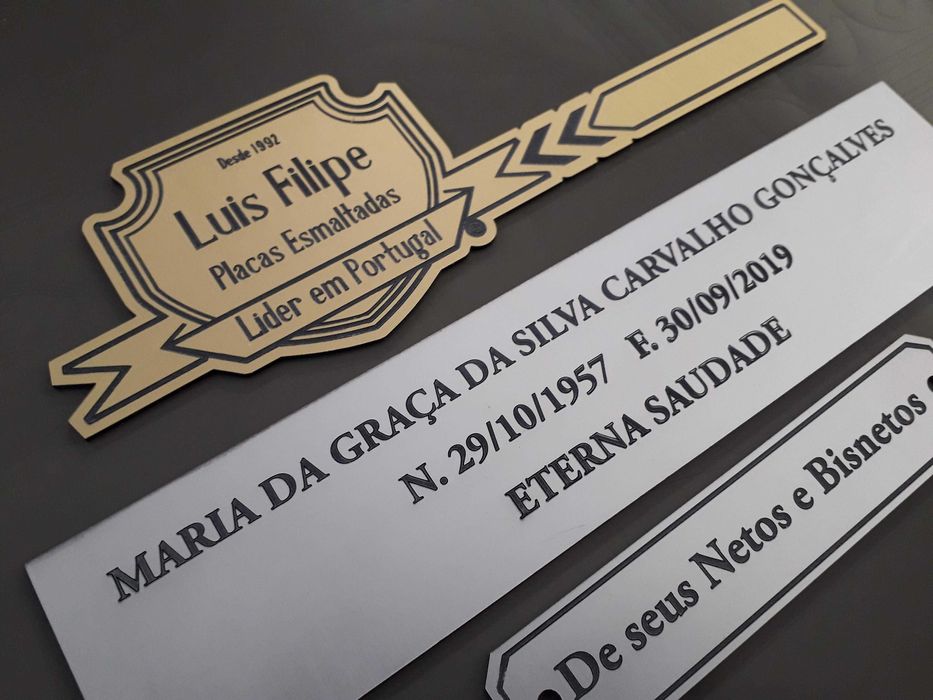 Desde 1992
Luis Filipe
Placas Esmaltadas
Lider em Portugal
MARIA DA GRAÇA DA SILVA CARVALHO GONÇALVES
N. 29/10/1957 F. 30/09/2019
ETERNA SAUDADE
De seus Netos e Bisnetos